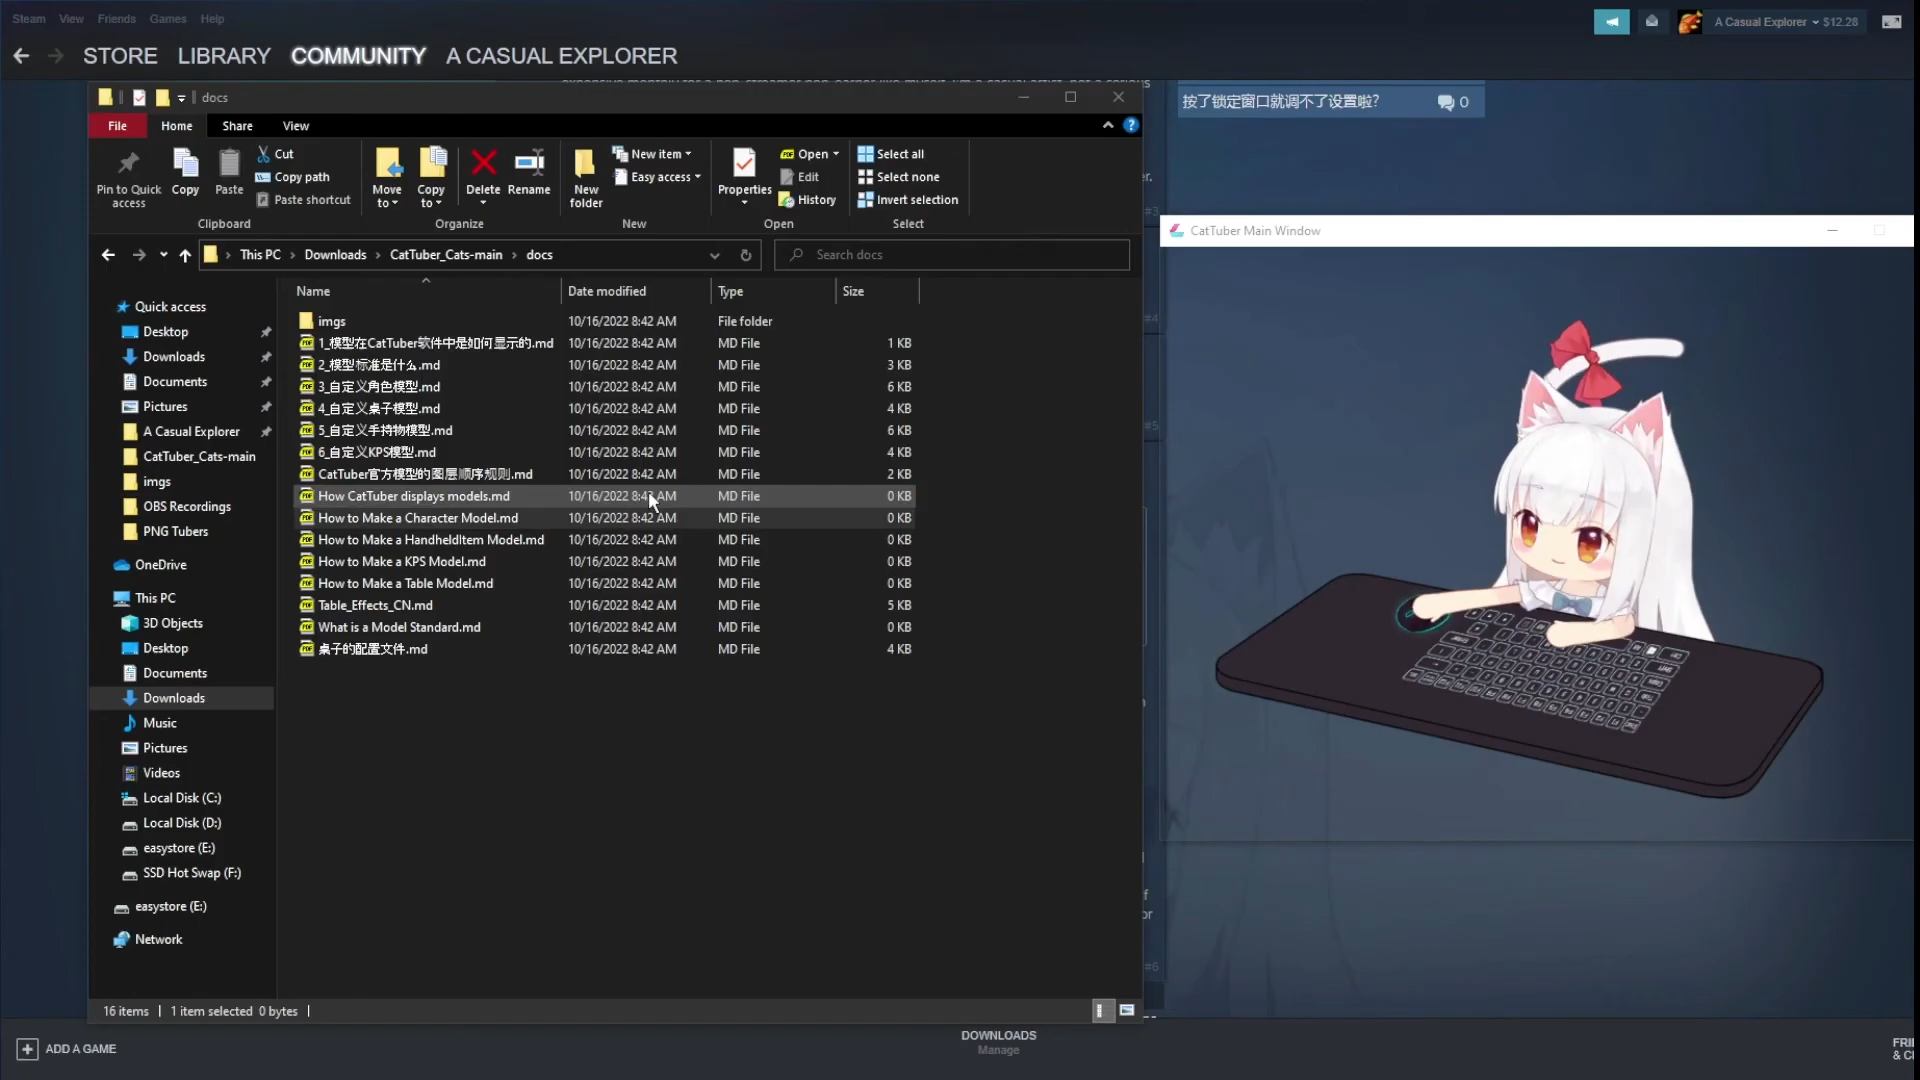 Steam View Friends Games Help
A Casual Explorer $12.28
STORE LIBRARY COMMUNITY A CASUAL EXPLORER
docs
按了锁定窗口就调不了设置啦? 0
File Home Share View
Pin to Quick access
Copy
Paste
Cut
Copy path
Paste shortcut
Clipboard
Move to
Copy to
Delete
Rename
Organize
New folder
New item
Easy access
New
Properties
Open
Edit
History
Open
Select all
Select none
Invert selection
Select
CatTuber Main Window
This PC > Downloads > CatTuber_Cats-main > docs
Search docs
Name Date modified Type Size
imgs 10/16/2022 8:42 AM File folder
1_模型在CatTuber软件中是如何显示的.md 10/16/2022 8:42 AM MD File 1 KB
2_模型标准是什么.md 10/16/2022 8:42 AM MD File 3 KB
3_自定义角色模型.md 10/16/2022 8:42 AM MD File 6 KB
4_自定义桌子模型.md 10/16/2022 8:42 AM MD File 4 KB
5_自定义手持物模型.md 10/16/2022 8:42 AM MD File 6 KB
6_自定义KPS模型.md 10/16/2022 8:42 AM MD File 4 KB
CatTuber官方模型的图层顺序规则.md 10/16/2022 8:42 AM MD File 2 KB
How CatTuber displays models.md 10/16/2022 8:42 AM MD File 0 KB
How to Make a Character Model.md 10/16/2022 8:42 AM MD File 0 KB
How to Make a HandheldItem Model.md 10/16/2022 8:42 AM MD File 0 KB
How to Make a KPS Model.md 10/16/2022 8:42 AM MD File 0 KB
How to Make a Table Model.md 10/16/2022 8:42 AM MD File 0 KB
Table_Effects_CN.md 10/16/2022 8:42 AM MD File 5 KB
What is a Model Standard.md 10/16/2022 8:42 AM MD File 0 KB
桌子的配置文件.md 10/16/2022 8:42 AM MD File 4 KB
Quick access
Desktop
Downloads
Documents
Pictures
A Casual Explorer
CatTuber_Cats-main
imgs
OBS Recordings
PNG Tubers
OneDrive
This PC
3D Objects
Desktop
Documents
Downloads
Music
Pictures
Videos
Local Disk (C:)
Local Disk (D:)
easystore (E:)
SSD Hot Swap (F:)
easystore (E:)
Network
#3
#4
#5
#6
16 items 1 item selected 0 bytes
ADD A GAME
DOWNLOADS
Manage